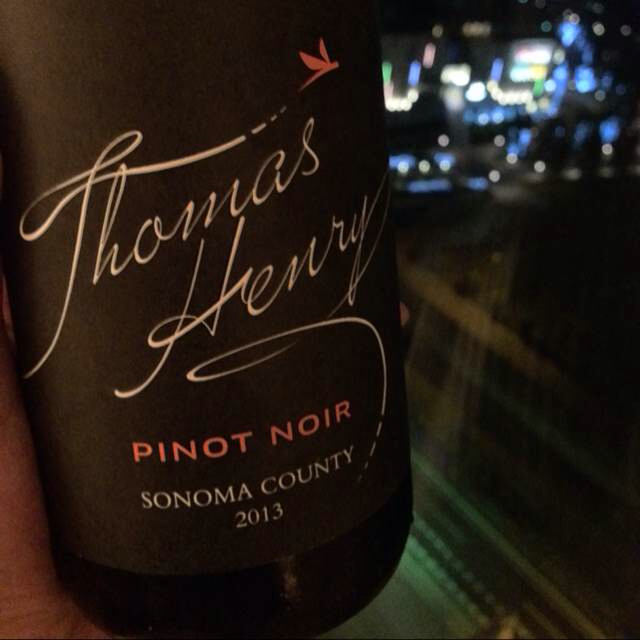 Thomas
Henry
PINOT NOIR
SONOMA COUNTY
2013